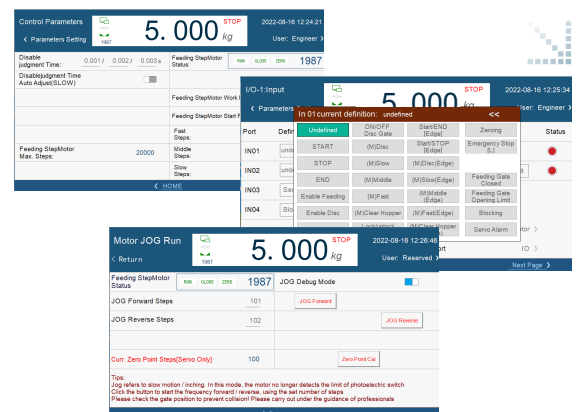 Control Parameters
STOP
2022-08-16 12:24:21
5. 000 kg
< Parameters Setting
1987
User: Engineer >
Disable judgment Time:
0.001 / 0.002 / 0.003 s
Feeding StepMotor Status:
RUN CLOSE ZERO 1987
Disablejudgment Time Auto Adjust(SLOW)
Feeding StepMotor Work
Feeding StepMotor Start F
Fast Steps:
Feeding StepMotor Max. Steps:
20000
Middle Steps:
Slow Steps:
< HOME
I/O-1:Input
STOP
2022-08-16 12:25:34
5. 000 kg
< Parameters
User: Engineer >
In 01current definition: undefined
<<
Port
Status
Undefined
ON/OFF Disc Gate
Start/END [Edge]
Zeroing
START
(M)Disc
Start/STOP [Edge]
Emergency Stop [L]
STOP
(M)Slow
(M)Disc(Edge)
<<
END
(M)Middle
(M)Slow(Edge)
Feeding Gate Closed
Enable Feeding
(M)Fast
(M)Middle (Edge)
Feeding Gate Opening Limit
Enable Disc
(M)Clear Hopper
(M)Fast(Edge)
Blocking
(M)Clear Hopper
Servo Alarm
IN01
IN02
IN03
IN04
IO >
Next Page >
Motor JOG Run
STOP
2022-08-16 12:26:46
5. 000 kg
< Return
1987
User: Reserved >
Feeding StepMotor Status
RUN CLOSE ZERO 1987
JOG Debug Mode
JOG Forward Steps
101
JOG Forward
JOG Reverse Steps
102
JOG Reverse
Curr. Zero Point Steps[Servo Only]
100
Zero Point Cal
Tips:
Jog refers to slow motion / inching. In this mode, the motor no longer detects the limit of photoelectric switch
Click the button to start the frequency forward / reverse, using the set number of steps
Please check the gate position to prevent collision! Please carry out under the guidance of professionals